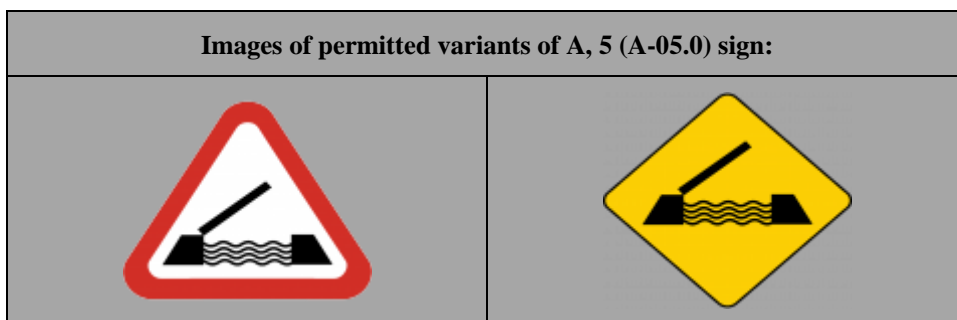 Images of permitted variants of A, 5 (A-05.0) sign: